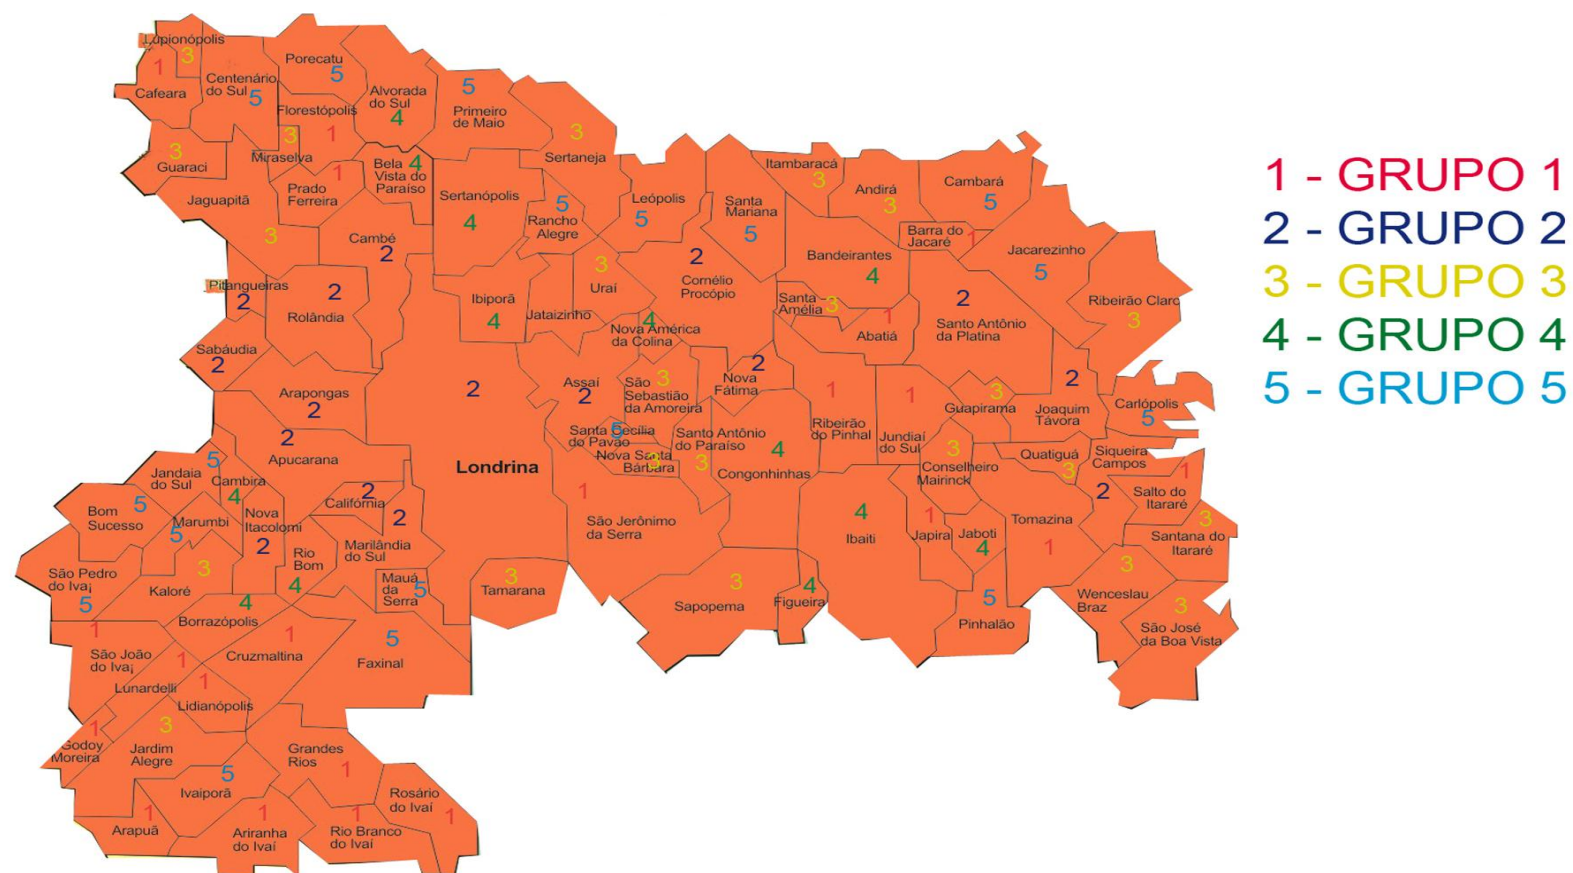 Lupionópolis
3
1
Cafeara
Centenário
do Sul
5
Porecatu
5
Alvorada
do Sul
4
5
Primeiro
de Maio
Florestópolis
1
3
Miraselva
3
Guaraci
3
Sertaneja
Bela
Vista do
Paraíso
4
1
Prado
Ferreira
Jaguapitã
3
Sertanópolis
4
5
Rancho
Alegre
Leópolis
5
Santa
Mariana
5
Itambaracá
3
Andirá
3
Cambará
5
Barra do
Jacaré
1
Jacarezinho
5
Cambé
2
Bandeirantes
4
2
Cornélio
Procópio
3
Uraí
Pitangueiras
2
2
Rolândia
Ibiporã
4
Jataizinho
4
Nova América
da Colina
Santa
Amélia
3
1
Abatiá
2
Santo Antônio
da Platina
Ribeirão Claro
3
Sabáudia
2
Arapongas
2
2
Assaí
2
São
Sebastião
da Amoreira
3
2
Nova
Fátima
1
Ribeirão
do Pinhal
1
Jundiaí
do Sul
3
Guapirama
2
Joaquim
Távora
Carlópolis
5
2
Apucarana
Londrina
Santa Cecília
do Pavão
5
Nova Santa
Bárbara
3
Santo Antônio
do Paraíso
3
4
Congonhinhas
3
Conselheiro
Mairinck
Quatiguá
3
Siqueira
Campos
2
1
Salto do
Itararé
5
Jandaia
do Sul
Cambira
4
Bom
Sucesso
5
Marumbi
5
Nova
Itacolomi
2
Califórnia
2
2
Marilândia
do Sul
1
São Jerônimo
da Serra
4
Ibaiti
1
Japira
Jaboti
4
Tomazina
1
3
Santana do
Itararé
São Pedro
do Iva¡
5
3
Kaloré
Rio
Bom
4
Mauá
da
Serra
5
3
Tamarana
3
Sapopema
4
Figueira
5
Pinhalão
3
Wenceslau
Braz
3
São José
da Boa Vista
4
Borrazópolis
1
São João
do Iva¡
1
Cruzmaltina
5
Faxinal
1
Lunardelli
1
Lidianópolis
1
Godoy
Moreira
3
Jardim
Alegre
Grandes
Rios
1
5
Ivaiporã
Rosário
do Ivaí
1
1
Arapuã
1
Ariranha
do Ivaí
1
Rio Branco
do Ivaí
1 - GRUPO 1
2 - GRUPO 2
3 - GRUPO 3
4 - GRUPO 4
5 - GRUPO 5